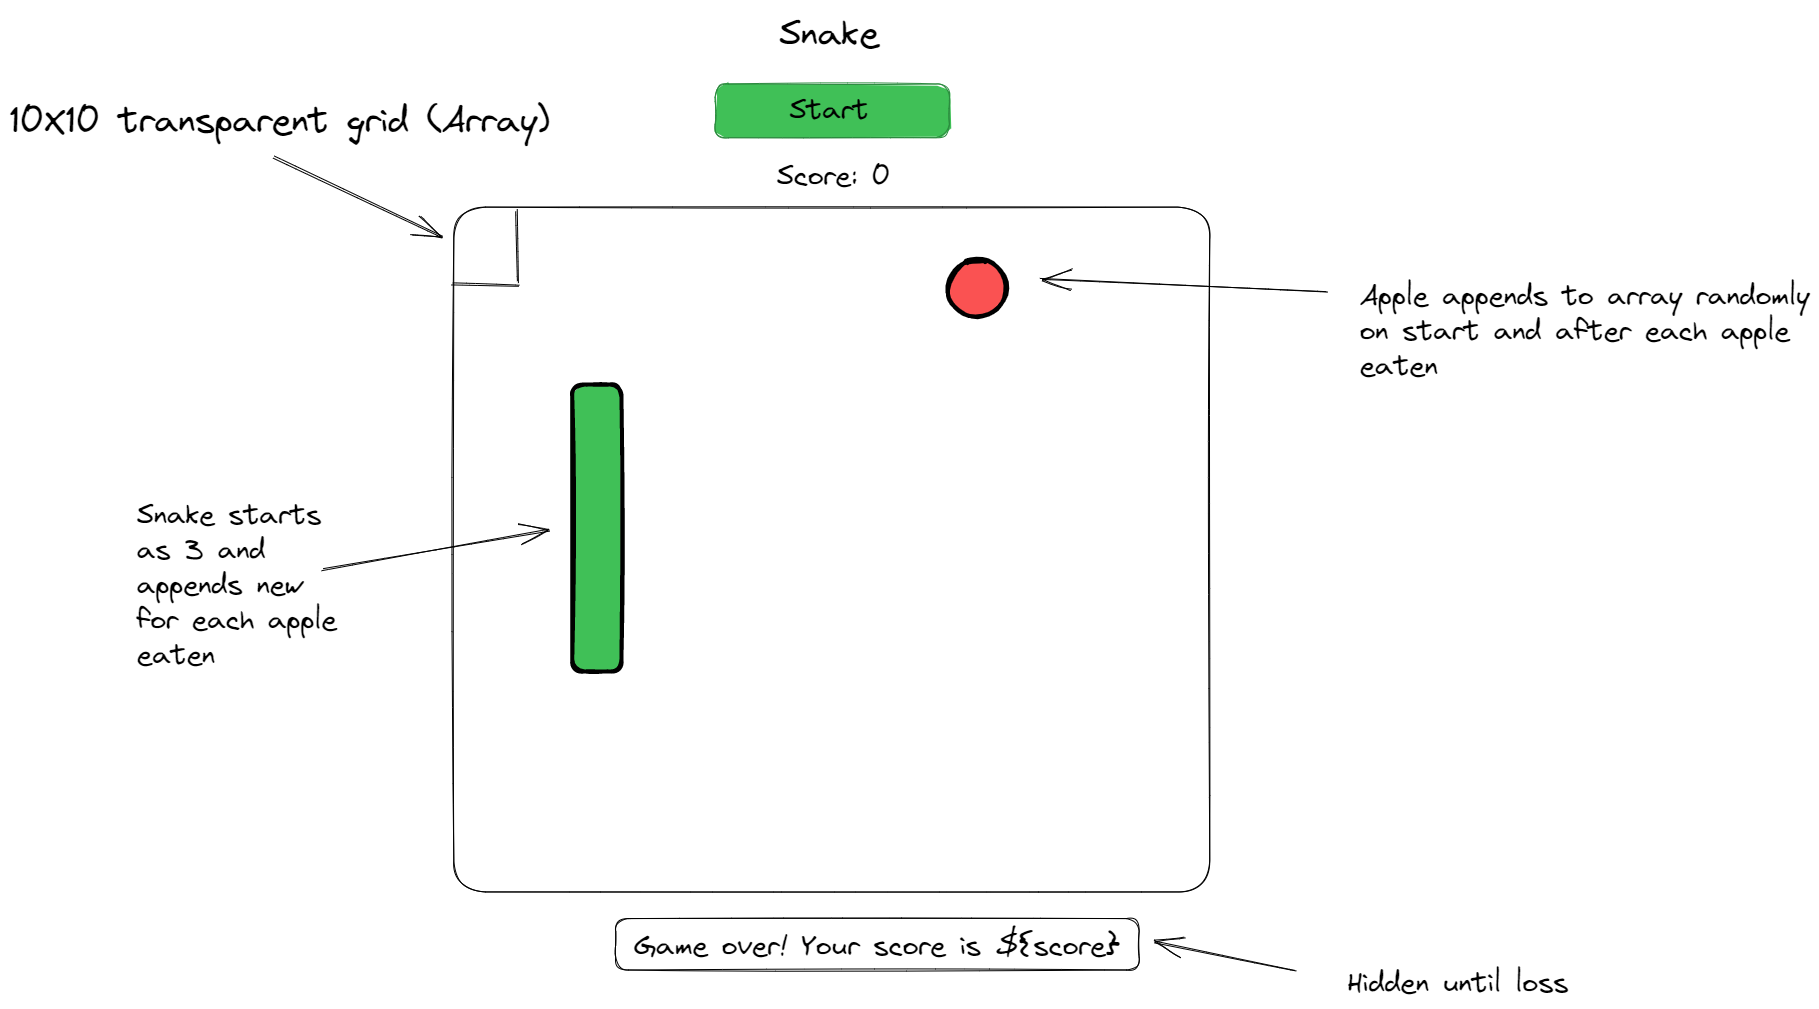 Snake
Start
10x10 transparent grid (Array)
Score: 0
Apple appends to array randomly
on start and after each apple
eaten
Snake starts
as 3 and
appends new
for each apple
eaten
Game over! Your score is ${score}
Hidden until loss